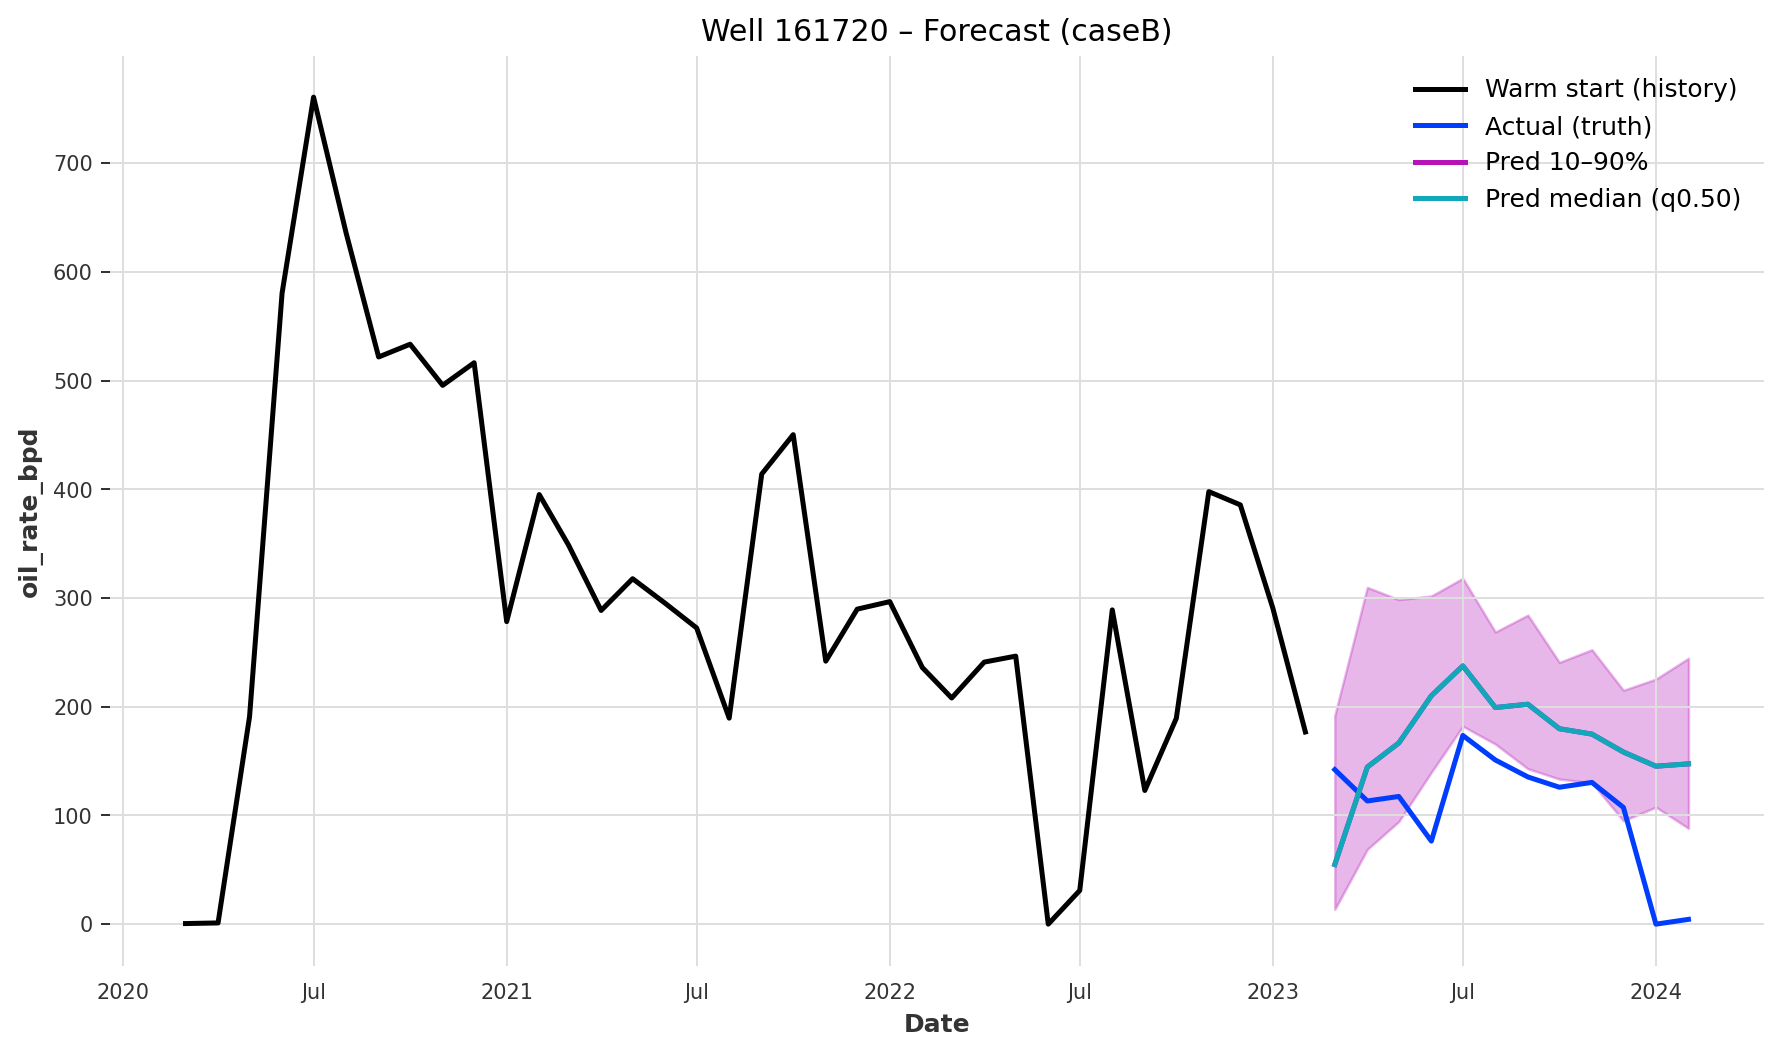 Well 161720 – Forecast (caseB)
Warm start (history)
Actual (truth)
Pred 10–90%
Pred median (q0.50)
oil_rate_bpd
700
600
500
400
300
200
100
0
2020
Jul
2021
Jul
2022
Jul
2023
Jul
2024
Date